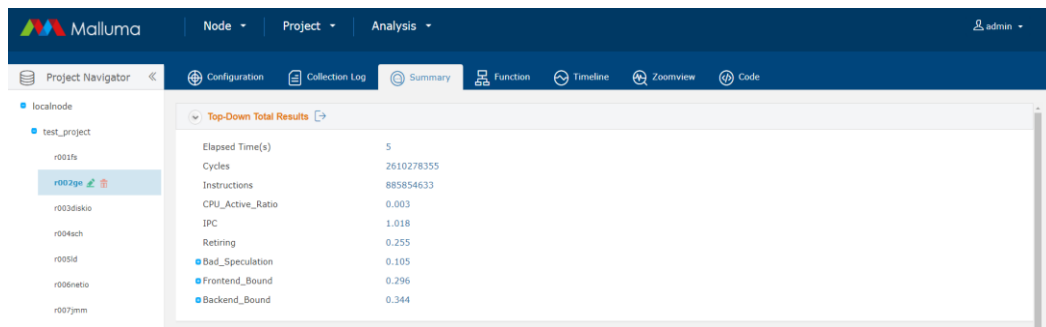 Malluma
Node
Project
Analysis
admin
Project Navigator
Configuration
Collection Log
Summary
Function
Timeline
Zoomview
Code
localnode
test_project
r001fs
r002ge
r003diskio
r004sch
r005ld
r006netio
r007jmm
Top-Down Total Results
Elapsed Time(s) 5
Cycles 2610278355
Instructions 885854633
CPU_Active_Ratio 0.003
IPC 1.018
Retiring 0.255
Bad_Speculation 0.105
Frontend_Bound 0.296
Backend_Bound 0.344